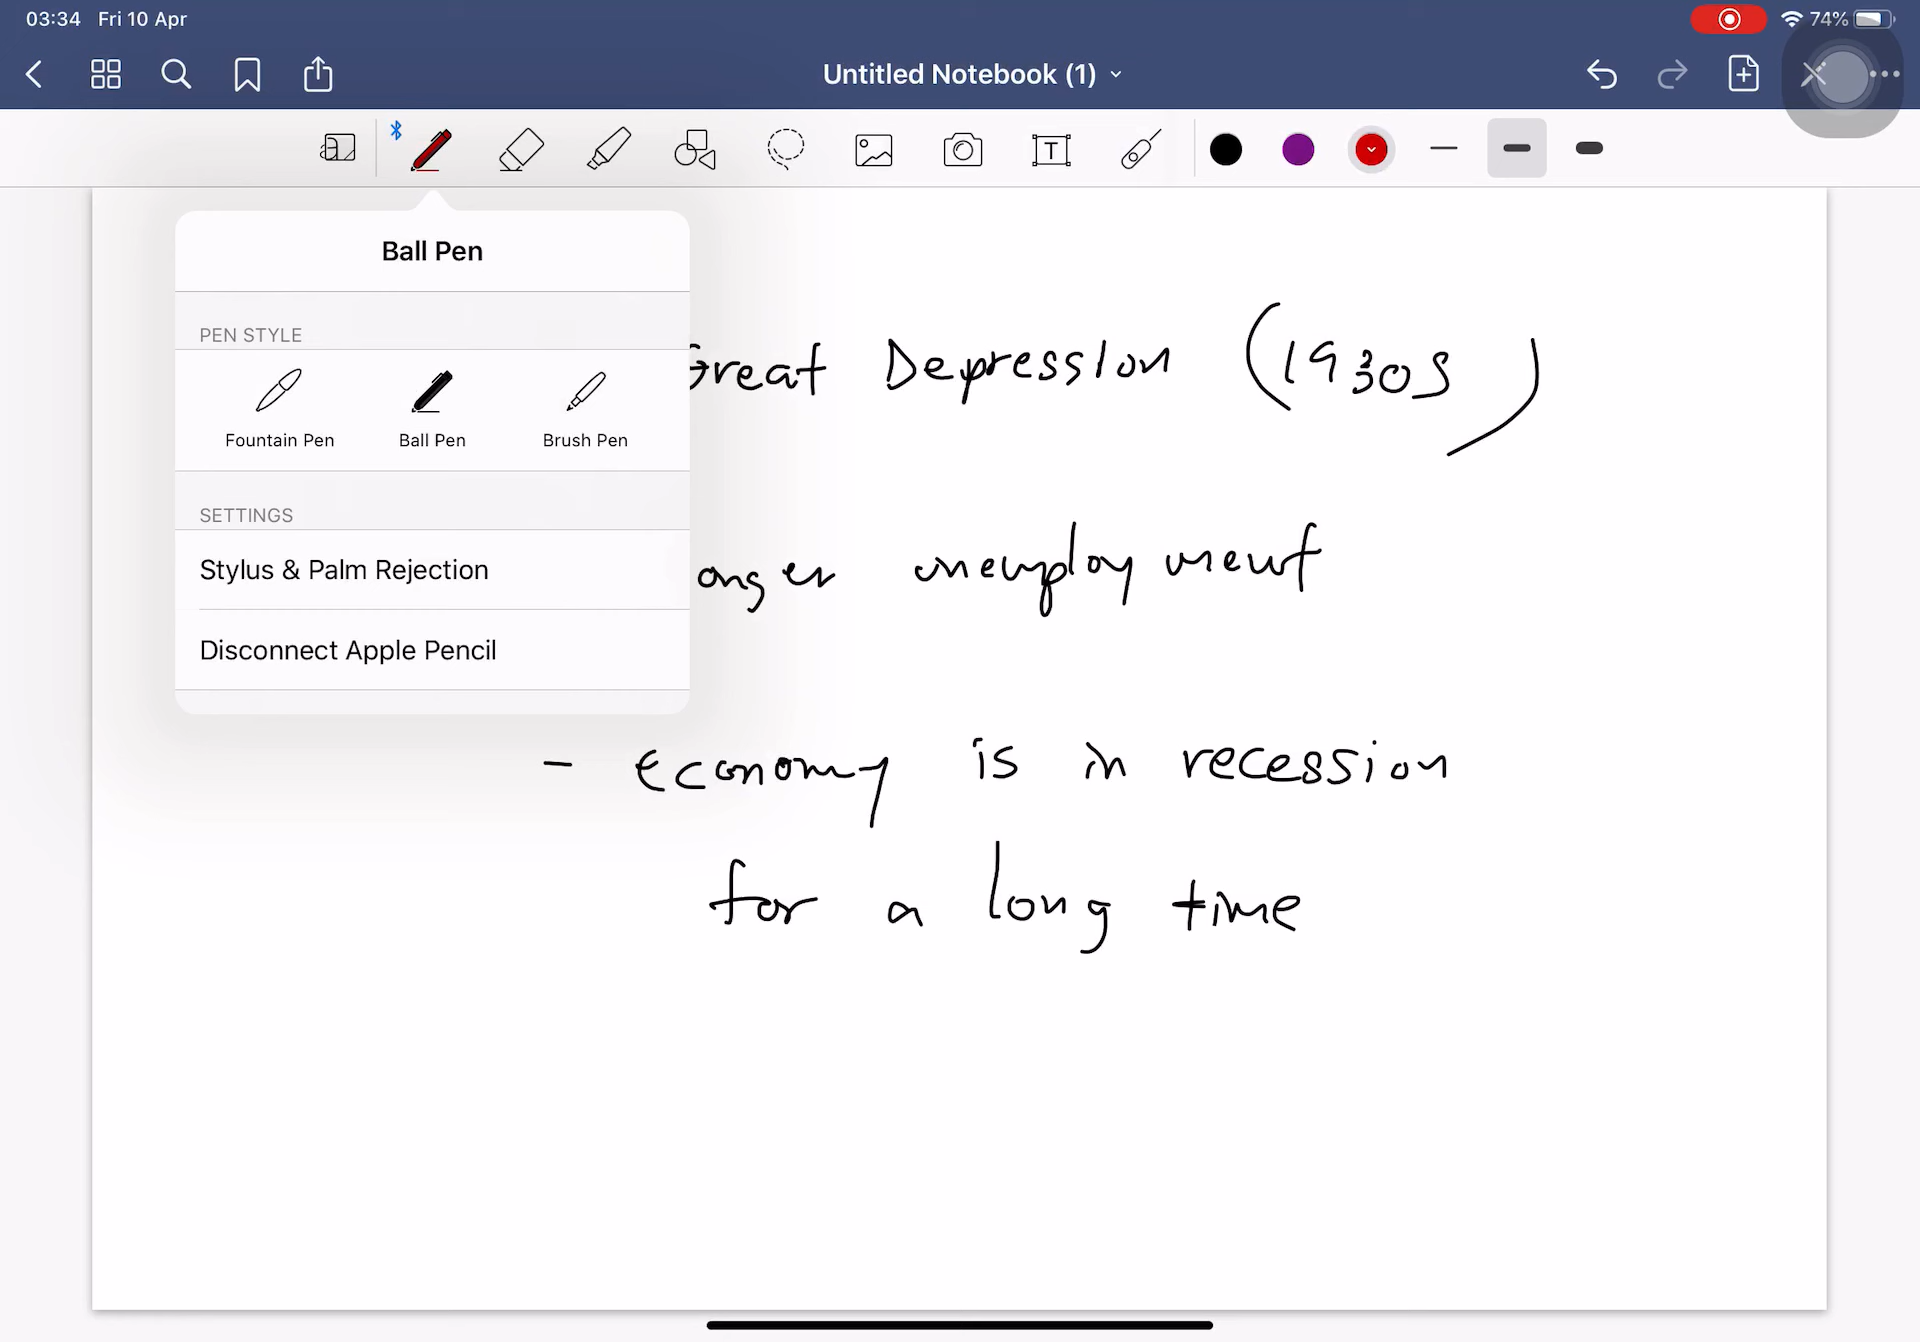 03:34 Fri 10 Apr 74%
Untitled Notebook (1)
T
Ball Pen
PEN STYLE
Fountain Pen Ball Pen Brush Pen
SETTINGS
Stylus & Palm Rejection
Disconnect Apple Pencil
Great Depression (1930s)
onger unemployment
- economy is in recession
for a long time